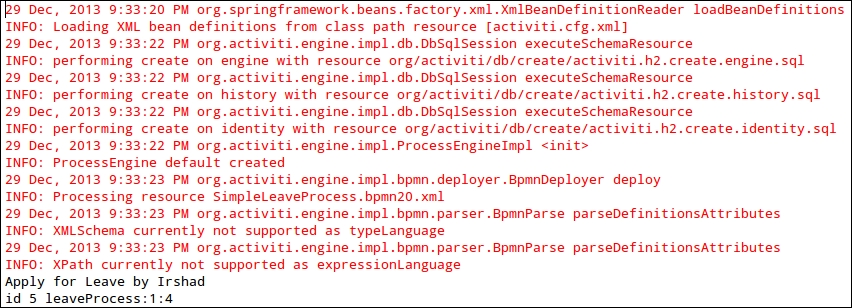 29 Dec, 2013 9:33:20 PM org.springframework.beans.factory.xml.XmlBeanDefinitionReader loadBeanDefinitions
INFO: Loading XML bean definitions from class path resource [activiti.cfg.xml]
29 Dec, 2013 9:33:22 PM org.activiti.engine.impl.db.DbSqlSession executeSchemaResource
INFO: performing create on engine with resource org/activiti/db/create/activiti.h2.create.engine.sql
29 Dec, 2013 9:33:22 PM org.activiti.engine.impl.db.DbSqlSession executeSchemaResource
INFO: performing create on history with resource org/activiti/db/create/activiti.h2.create.history.sql
29 Dec, 2013 9:33:22 PM org.activiti.engine.impl.db.DbSqlSession executeSchemaResource
INFO: performing create on identity with resource org/activiti/db/create/activiti.h2.create.identity.sql
29 Dec, 2013 9:33:22 PM org.activiti.engine.impl.ProcessEngineImpl <init>
INFO: ProcessEngine default created
29 Dec, 2013 9:33:23 PM org.activiti.engine.impl.bpmn.deployer.BpmnDeployer deploy
INFO: Processing resource SimpleLeaveProcess.bpmn20.xml
29 Dec, 2013 9:33:23 PM org.activiti.engine.impl.bpmn.parser.BpmnParse parseDefinitionsAttributes
INFO: XMLSchema currently not supported as typeLanguage
29 Dec, 2013 9:33:23 PM org.activiti.engine.impl.bpmn.parser.BpmnParse parseDefinitionsAttributes
INFO: XPath currently not supported as expressionLanguage
Apply for Leave by Irshad
id 5 leaveProcess:1:4